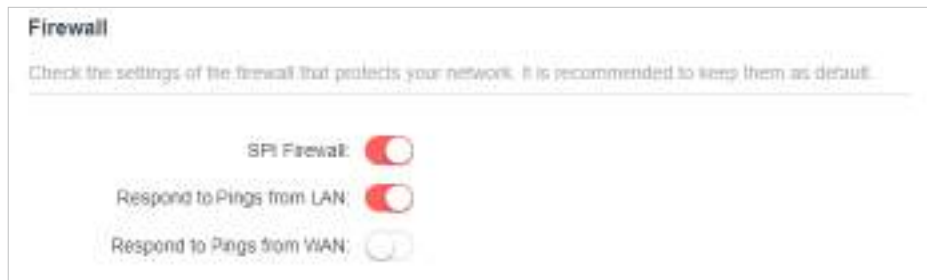 Firewall
Check the settings of the firewall that protects your network. It is recommended to keep them as default.
SPI Firewall:
Respond to Pings from LAN:
Respond to Pings from WAN: